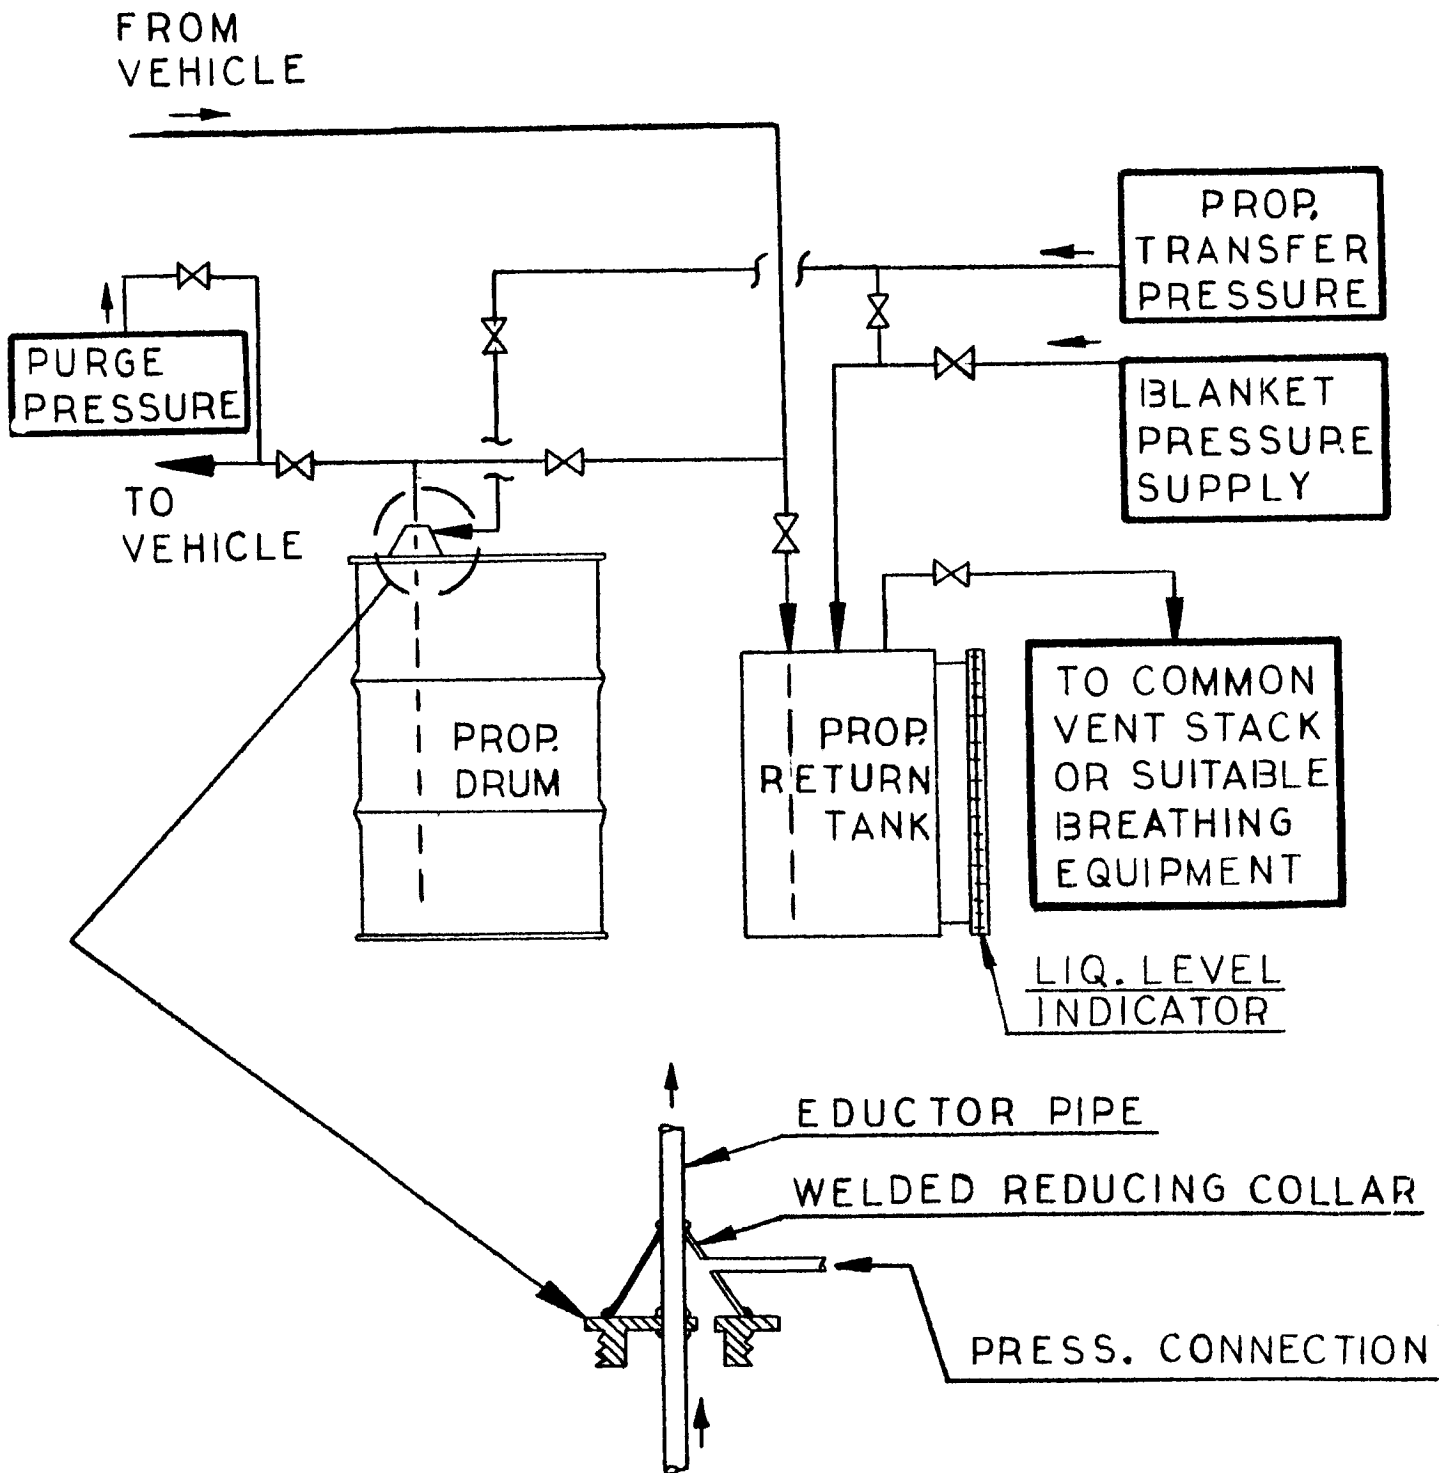 FROM
VEHICLE
PROP.
TRANSFER
PRESSURE
PURGE
PRESSURE
BLANKET
PRESSURE
SUPPLY
TO
VEHICLE
PROP.
DRUM
PROP.
RETURN
TANK
TO COMMON
VENT STACK
OR SUITABLE
BREATHING
EQUIPMENT
LIQ. LEVEL
INDICATOR
EDUCTOR PIPE
WELDED REDUCING COLLAR
PRESS. CONNECTION